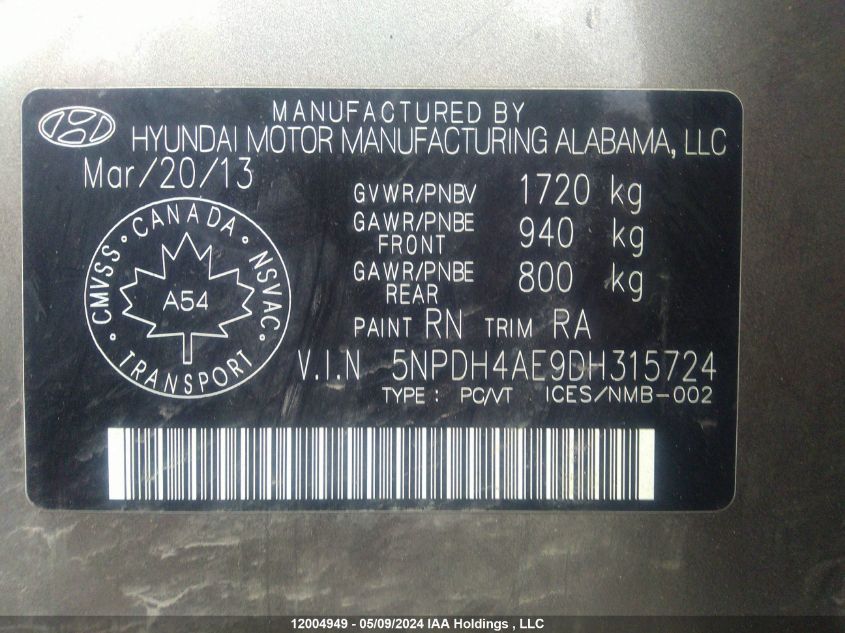 MANUFACTURED BY
HYUNDAI MOTOR MANUFACTURING ALABAMA, LLC
Mar/20/13
GVWR/PNBV 1720 kg
GAWR/PNBE FRONT 940 kg
GAWR/PNBE REAR 800 kg
PAINT RN TRIM RA
CMVSS • CANADA • NSVAC • TRANSPORT •
A54
V.I.N 5NPDH4AE9DH315724
TYPE: PC/VT ICES/NMB-002
12004949 - 05/09/2024 IAA Holdings , LLC